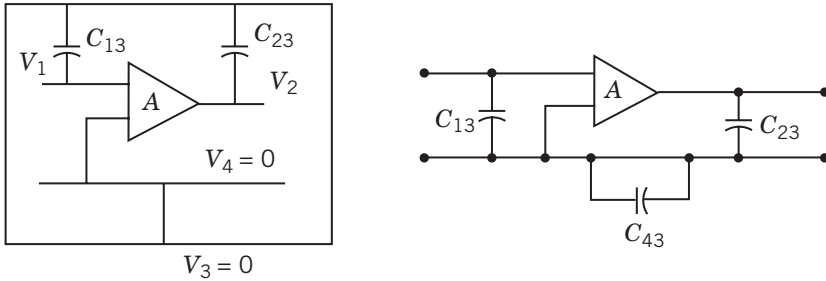 C13
C23
V1
V2
A
V4 = 0
V3 = 0
A
C13
C23
C43